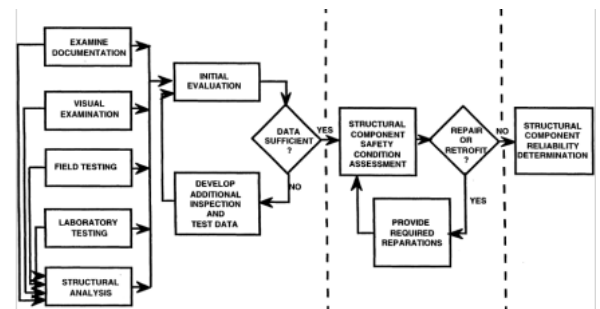 EXAMINE
DOCUMENTATION
VISUAL
EXAMINATION
FIELD TESTING
LABORATORY
TESTING
STRUCTURAL
ANALYSIS
INITIAL
EVALUATION
DATA
SUFFICIENT
?
YES
NO
DEVELOP
ADDITIONAL
INSPECTION
AND
TEST DATA
STRUCTURAL
COMPONENT
SAFETY
CONDITION
ASSESSMENT
REPAIR
OR
RETROFIT
?
NO
YES
PROVIDE
REQUIRED
REPARATIONS
STRUCTURAL
COMPONENT
RELIABILITY
DETERMINATION